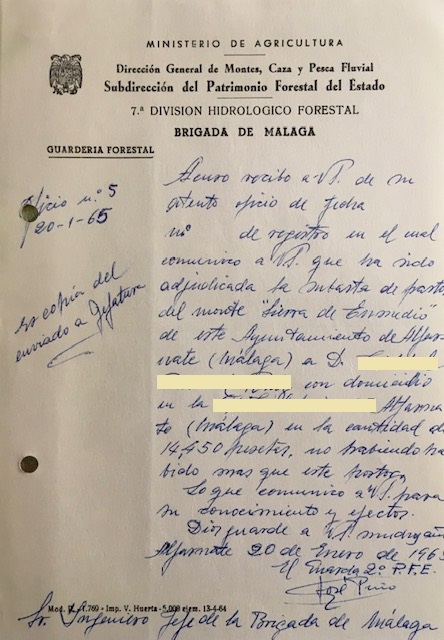 MINISTERIO DE AGRICULTURA
Dirección General de Montes, Caza y Pesca Fluvial
Subdirección del Patrimonio Forestal del Estado
7.ª DIVISION HIDROLOGICO FORESTAL
BRIGADA DE MALAGA
GUARDERIA FORESTAL
Oficio n.º 5
20-1-65
Es copia del
enviado a Jefatura
Acuso recibo a V.S. de su
atento oficio de fecha
nº de registro en el cual
comunico a V.S. que ha sido
adjudicada la subasta de pastos
del monte "Sierra de Enmedio"
de este Ayuntamiento de Alfar-
nate (Málaga) a D.
con domicilio
en la Alfarna-
te (Málaga) en la cantidad de
14,450 pesetas, no habiendo ha-
bido mas que este postor.
Lo que comunico a V.S. para
su conocimiento y efectos.
Dios guarde a V.S. muchos años
Alfarnate 20 de Enero de 1965
El Guarda 2º P.F.E.
José
Mod. 9.-1.769 - Imp. V. Huerta - 5.000 ejem. 13-4-64
Sr. Ingeniero Jefe de la Brigada de Málaga